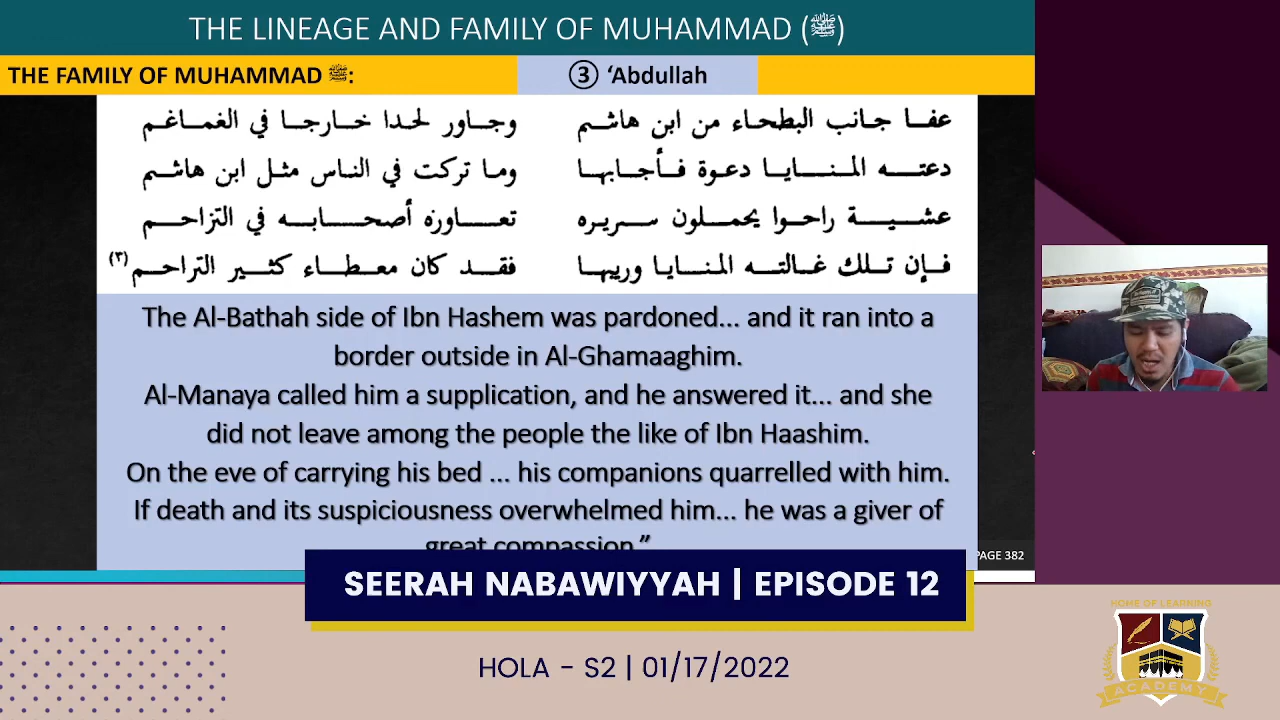 THE LINEAGE AND FAMILY OF MUHAMMAD (ﷺ)
THE FAMILY OF MUHAMMAD ﷺ: ③ ‘Abdullah
عفا جانب البطحاء من ابن هاشم وجاور لحدا خارجا في الغماغم
دعته المنايا دعوة فأجابها وما تركت في الناس مثل ابن هاشم
عشية راحوا يحملون سريره تعاوره أصحابه في التزاحم
فإن تلك غالته المنايا وريبها فقد كان معطاء كثير التراحم (٣)
The Al-Bathah side of Ibn Hashem was pardoned... and it ran into a
border outside in Al-Ghamaaghim.
Al-Manaya called him a supplication, and he answered it... and she
did not leave among the people the like of Ibn Haashim.
On the eve of carrying his bed ... his companions quarrelled with him.
If death and its suspiciousness overwhelmed him... he was a giver of
great compassion.”
PAGE 382
SEERAH NABAWIYYAH | EPISODE 12
HOLA - S2 | 01/17/2022
HOME OF LEARNING
ACADEMY